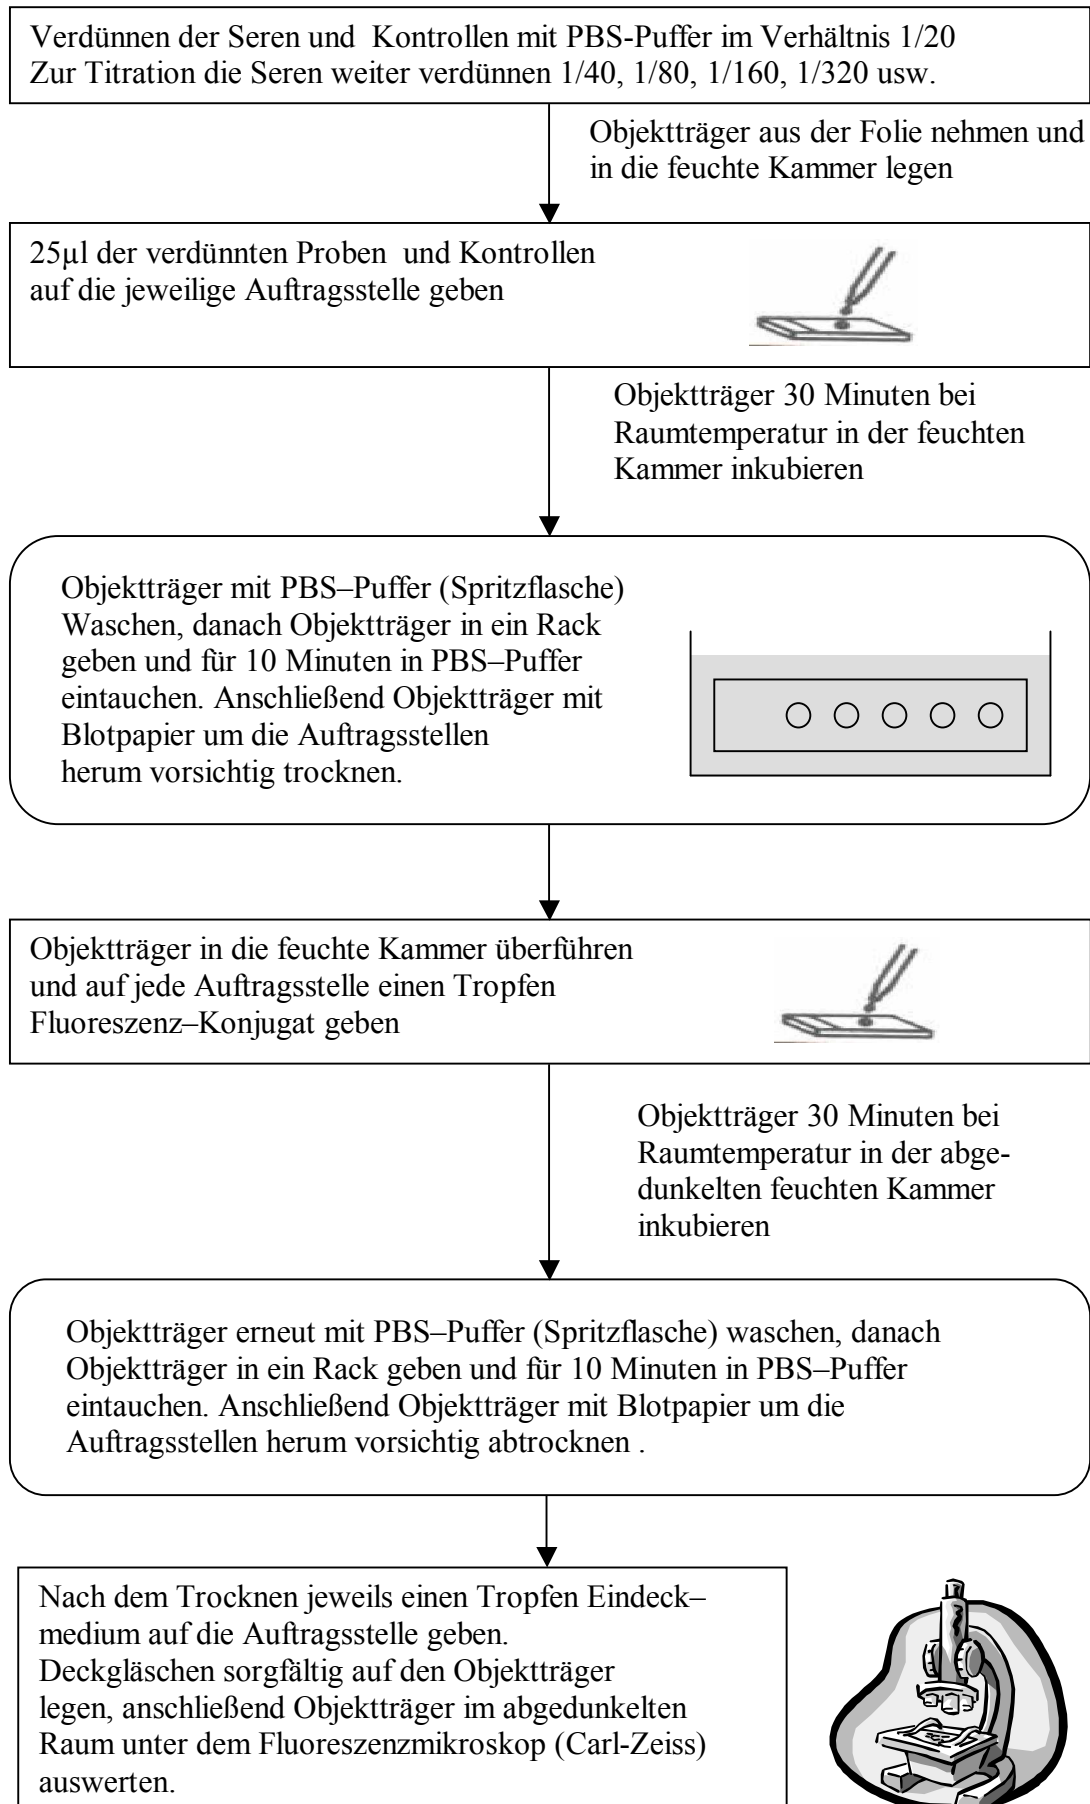 Verdünnen der Seren und Kontrollen mit PBS-Puffer im Verhältnis 1/20
Zur Titration die Seren weiter verdünnen 1/40, 1/80, 1/160, 1/320 usw.
Objektträger aus der Folie nehmen und
in die feuchte Kammer legen
25µl der verdünnten Proben und Kontrollen
auf die jeweilige Auftragsstelle geben
Objektträger 30 Minuten bei
Raumtemperatur in der feuchten
Kammer inkubieren
Objektträger mit PBS–Puffer (Spritzflasche)
Waschen, danach Objektträger in ein Rack
geben und für 10 Minuten in PBS–Puffer
eintauchen. Anschließend Objektträger mit
Blotpapier um die Auftragsstellen
herum vorsichtig trocknen.
Objektträger in die feuchte Kammer überführen
und auf jede Auftragsstelle einen Tropfen
Fluoreszenz–Konjugat geben
Objektträger 30 Minuten bei
Raumtemperatur in der abge-
dunkelten feuchten Kammer
inkubieren
Objektträger erneut mit PBS–Puffer (Spritzflasche) waschen, danach
Objektträger in ein Rack geben und für 10 Minuten in PBS–Puffer
eintauchen. Anschließend Objektträger mit Blotpapier um die
Auftragsstellen herum vorsichtig abtrocknen .
Nach dem Trocknen jeweils einen Tropfen Eindeck–
medium auf die Auftragsstelle geben.
Deckgläschen sorgfältig auf den Objektträger
legen, anschließend Objektträger im abgedunkelten
Raum unter dem Fluoreszenzmikroskop (Carl-Zeiss)
auswerten.